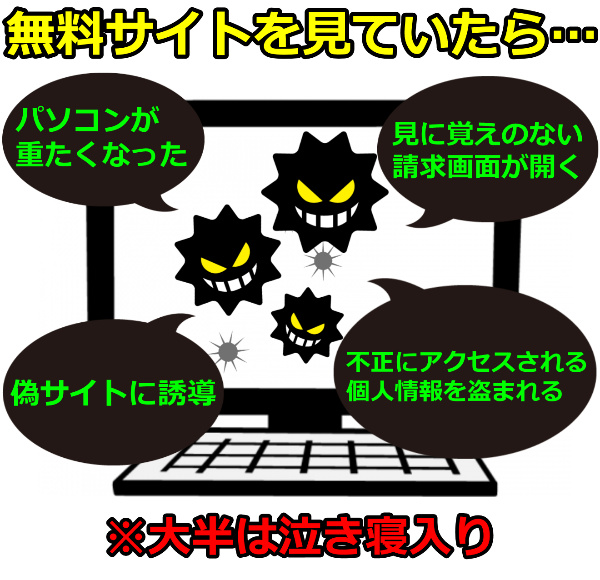 無料サイトを見ていたら…
パソコンが
重たくなった
見に覚えのない
請求画面が開く
偽サイトに誘導
不正にアクセスされる
個人情報を盗まれる
※大半は泣き寝入り